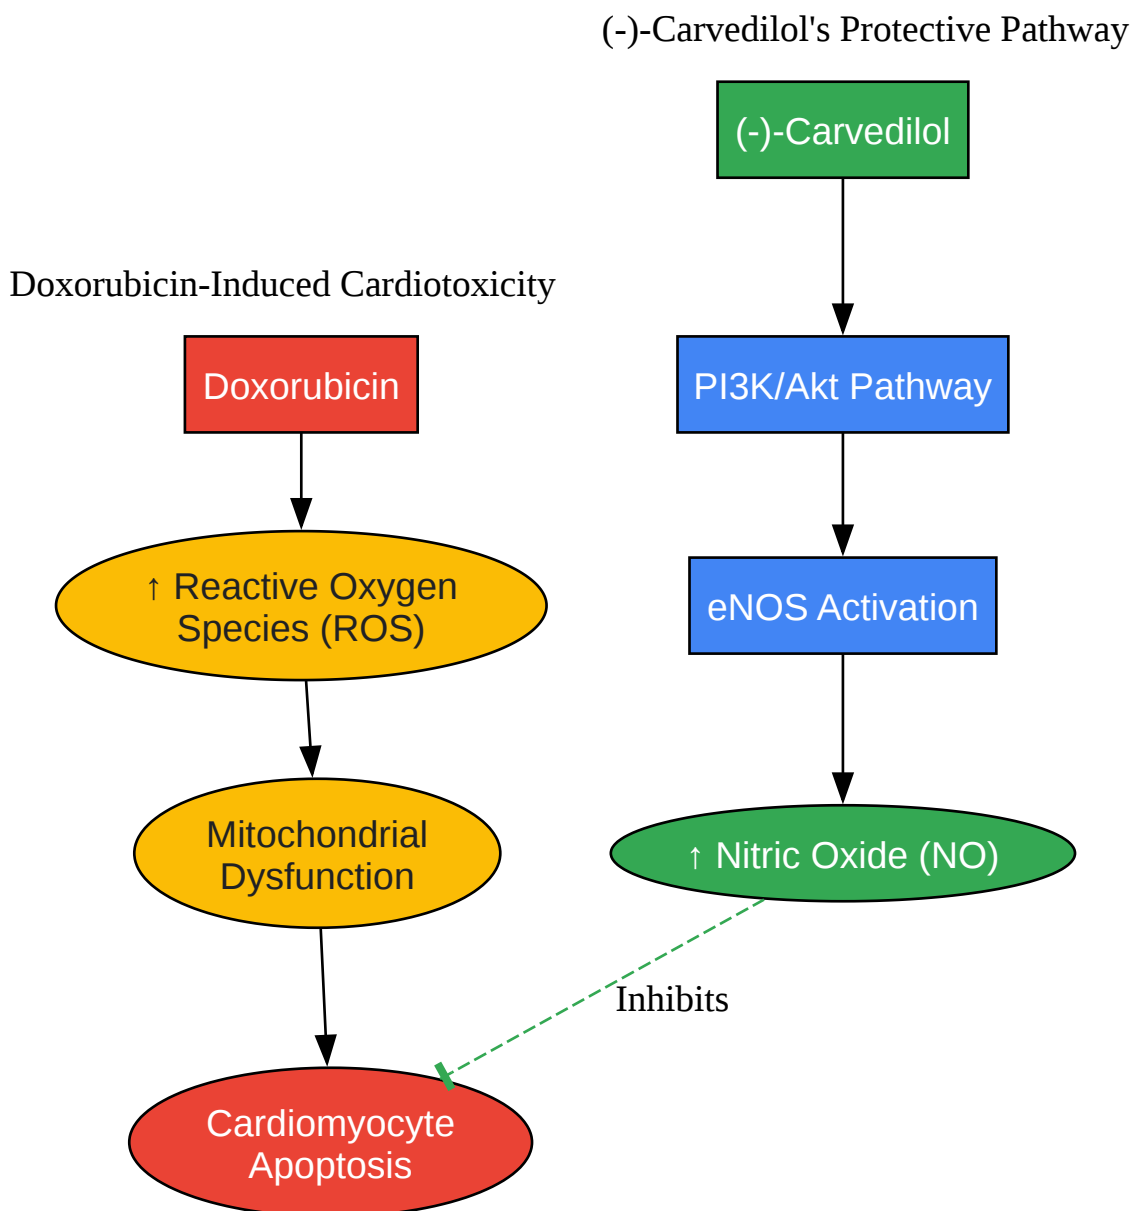 (-)-Carvedilol's Protective Pathway
(-)-Carvedilol
Doxorubicin-Induced Cardiotoxicity
Doxorubicin
PI3K/Akt Pathway
↑ Reactive Oxygen
Species (ROS)
eNOS Activation
Mitochondrial
Dysfunction
↑ Nitric Oxide (NO)
Inhibits
Cardiomyocyte
Apoptosis